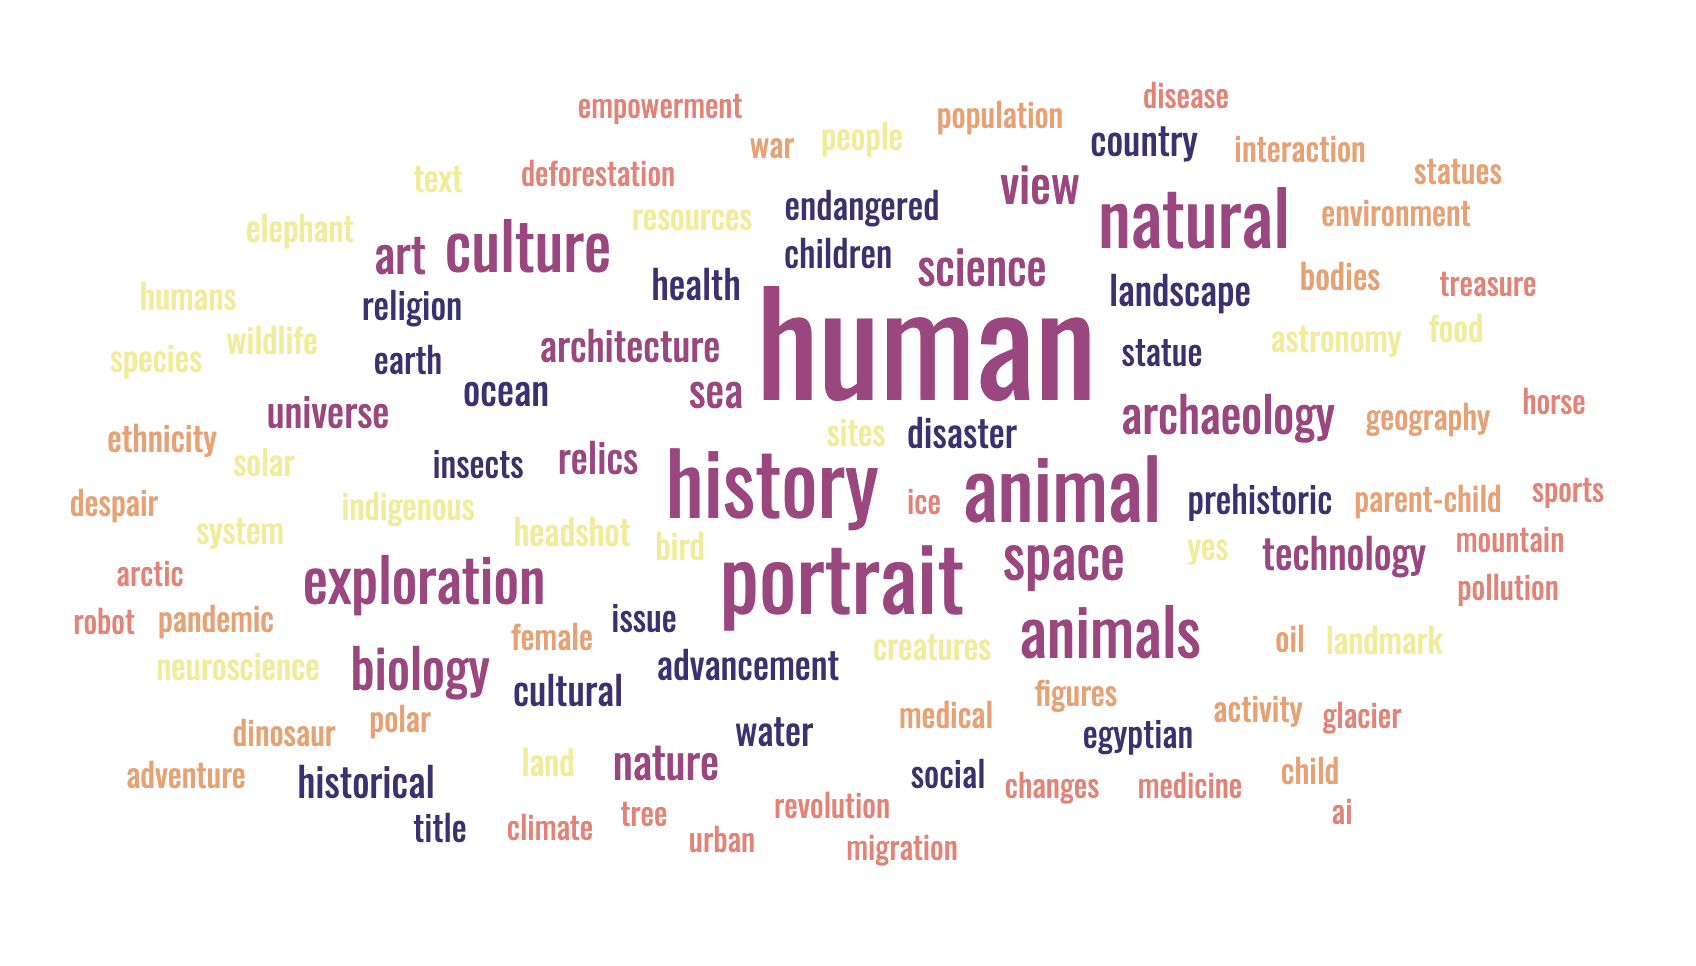 disease
empowerment
population
war
people
country
interaction
text
deforestation
view
statues
elephant
resources
endangered
natural
environment
art
culture
children
science
humans
religion
health
landscape
bodies
treasure
wildlife
species
earth
architecture
human
statue
astronomy
food
universe
ocean
sea
archaeology
geography
horse
ethnicity
solar
insects
relics
sites
disaster
despair
indigenous
history
ice
animal
prehistoric
parent-child
sports
system
headshot
bird
space
yes
technology
mountain
arctic
exploration
portrait
pollution
robot
pandemic
female
issue
animals
oil
landmark
neuroscience
biology
cultural
advancement
creatures
figures
dinosaur
polar
water
medical
egyptian
activity
glacier
adventure
historical
land
nature
social
changes
medicine
child
title
climate
tree
urban
revolution
migration
ai